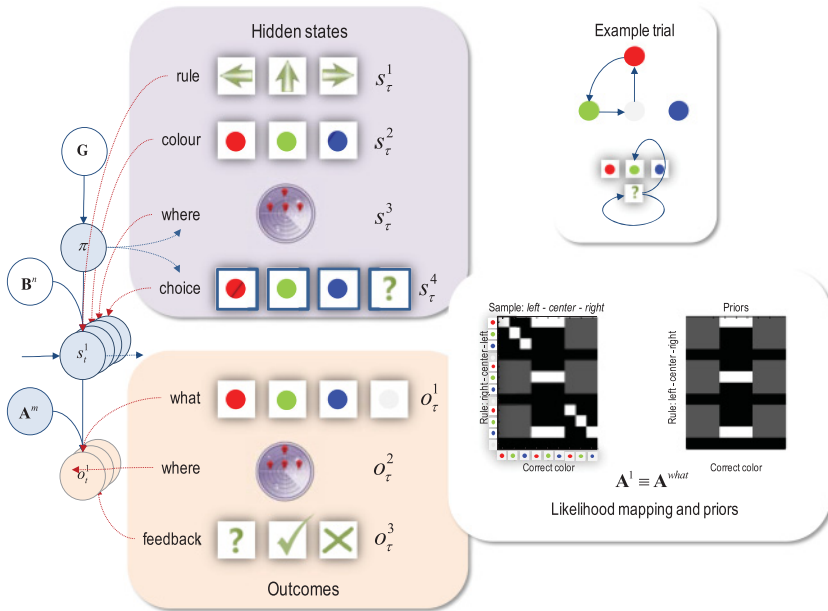 Hidden states
rule
s_τ^1
colour
s_τ^2
where
s_τ^3
choice
?
s_τ^4
G
π
B^n
s_t^1
A^m
o_t^1
what
o_τ^1
where
o_τ^2
feedback
?
o_τ^3
Outcomes
Example trial
?
Sample: left - center - right
Rule: right - center - left
Correct color
Priors
Rule: left - center - right
Correct color
A^1 ≡ A^what
Likelihood mapping and priors